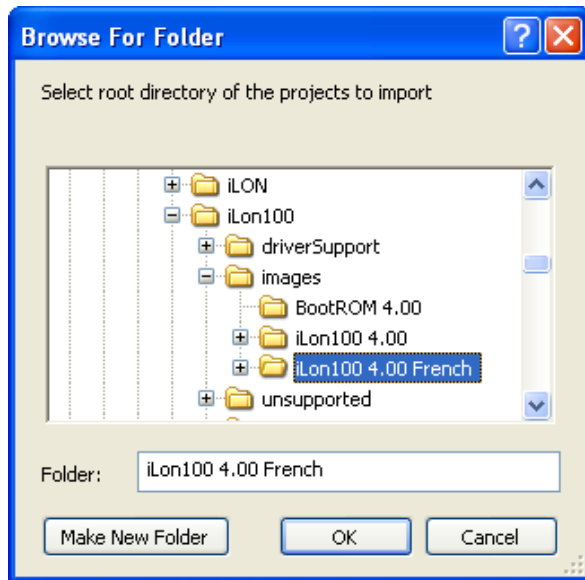 Browse For Folder
Select root directory of the projects to import
iLON
iLon100
driverSupport
images
BootROM 4.00
iLon100 4.00
iLon100 4.00 French
unsupported
Folder: iLon100 4.00 French
Make New Folder OK Cancel